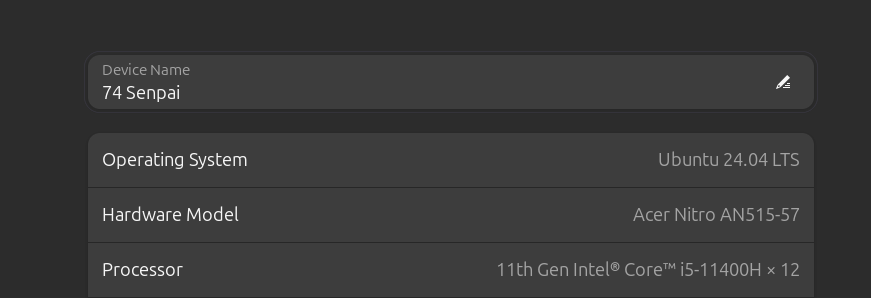 Device Name
74 Senpai
Operating System Ubuntu 24.04 LTS
Hardware Model Acer Nitro AN515-57
Processor 11th Gen Intel® Core™ i5-11400H × 12